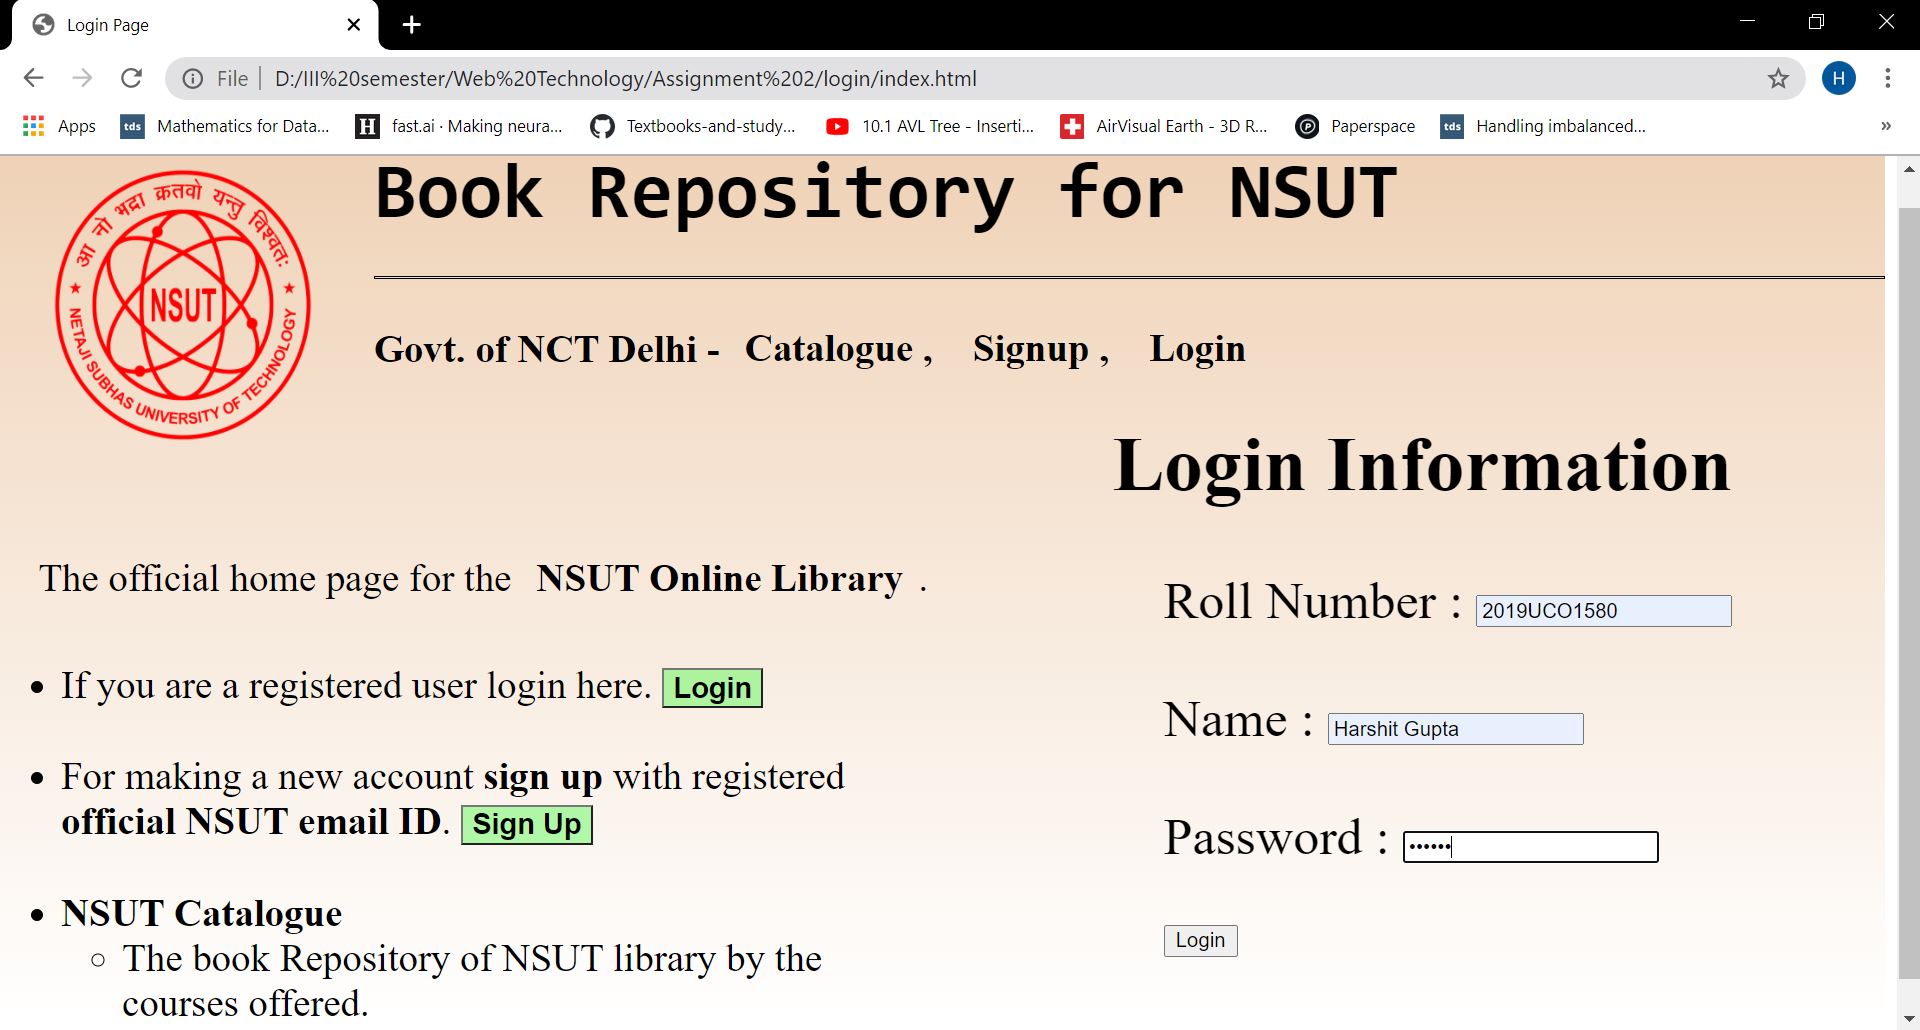 Login Page
File D:/III%20semester/Web%20Technology/Assignment%202/login/index.html
H
Apps
tds Mathematics for Data...
H fast.ai · Making neura...
Textbooks-and-study...
10.1 AVL Tree - Inserti...
AirVisual Earth - 3D R...
P Paperspace
tds Handling imbalanced...
»
आ नो भद्रा क्रतवो यन्तु विश्वतः
NSUT
NETAJI SUBHAS UNIVERSITY OF TECHNOLOGY
Book Repository for NSUT
Govt. of NCT Delhi - Catalogue , Signup , Login
The official home page for the NSUT Online Library .
• If you are a registered user login here. Login
• For making a new account sign up with registered
official NSUT email ID. Sign Up
• NSUT Catalogue
○ The book Repository of NSUT library by the
courses offered.
Login Information
Roll Number : 2019UCO1580
Name : Harshit Gupta
Password : ••••••
Login